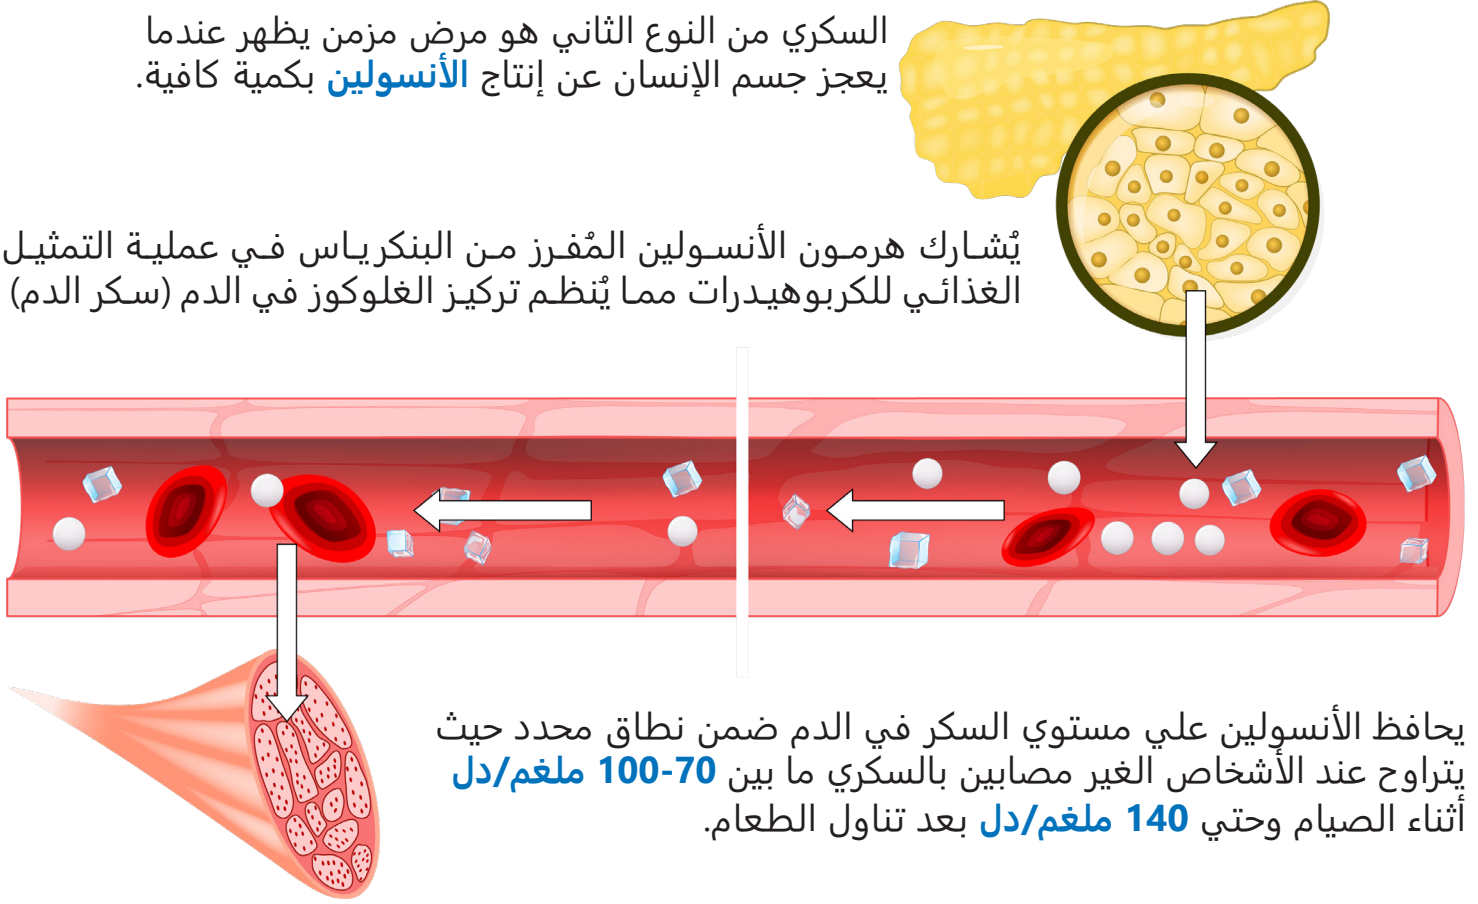 السكري من النوع الثاني هو مرض مزمن يظهر عندما
يعجز جسم الإنسان عن إنتاج الأنسولين بكمية كافية.
يُشارك هرمون الأنسولين المُفرز من البنكرياس في عملية التمثيل
الغذائي للكربوهيدرات مما يُنظم تركيز الغلوكوز في الدم (سكر الدم)
يحافظ الأنسولين علي مستوي السكر في الدم ضمن نطاق محدد حيث
يتراوح عند الأشخاص الغير مصابين بالسكري ما بين 70-100 ملغم/دل
أثناء الصيام وحتي 140 ملغم/دل بعد تناول الطعام.